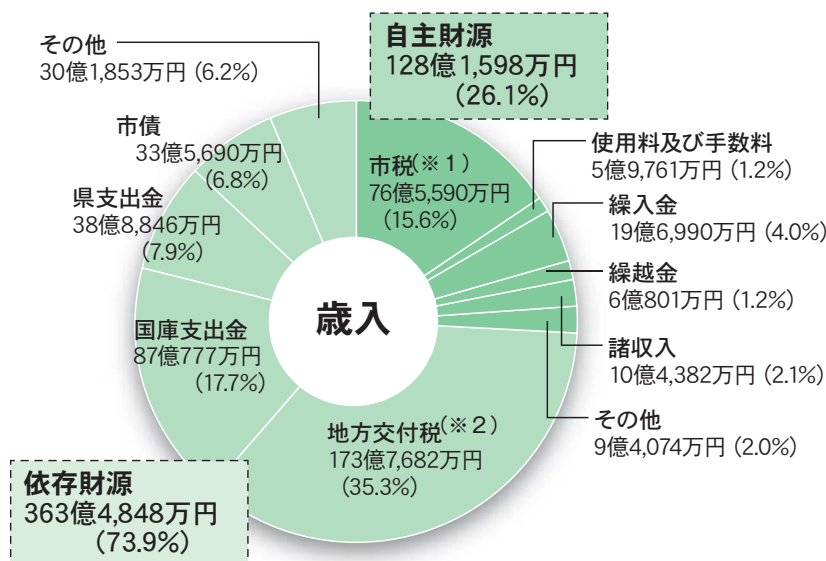 自主財源
128億1,598万円
(26.1%)
その他
30億1,853万円 (6.2%)
市債
33億5,690万円
(6.8%)
県支出金
38億8,846万円
(7.9%)
国庫支出金
87億777万円
(17.7%)
市税(※1)
76億5,590万円
(15.6%)
使用料及び手数料
5億9,761万円 (1.2%)
繰入金
19億6,990万円 (4.0%)
繰越金
6億801万円 (1.2%)
諸収入
10億4,382万円 (2.1%)
その他
9億4,074万円 (2.0%)
歳入
地方交付税(※2)
173億7,682万円
(35.3%)
依存財源
363億4,848万円
(73.9%)